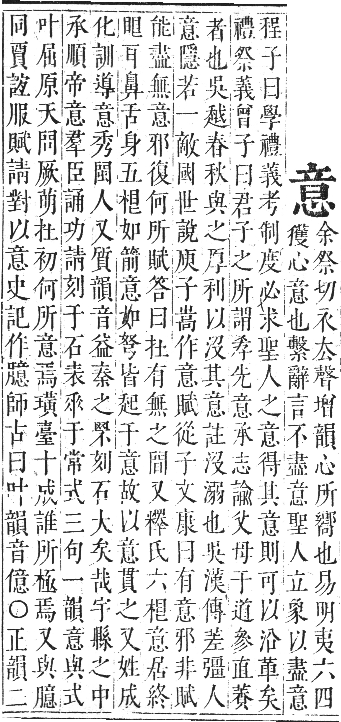 意
余祭切衣太聲增韻心所嚮也易明夷六四
獲心意也繫辭言不盡意聖人立象以盡意
程子曰學禮義考制度必求聖人之意得其意則可以沿革矣
禮祭義曾子曰君子之所謂孝先意承志諭父母于道參直養
者也吳越春秋與之厚利以沒其意註沒溺也吳漢傳差彊人
意隱若一敵國世說庾子嵩作意賦從子文康曰有意邪非賦
能盡無意邪復何所賦答曰在有無之間又釋氏六根意居終
眼耳鼻舌身五根如箭意如弩皆起于意故以意貫之又姓成
化訓導意秀閩人又質韻音益秦之罘刻石大矣哉宇縣之中
承順帝意羣臣誦功請刻于石表垂于常式三句一韻意與式
叶屈原天問厥萌在初何所意焉璜臺十成誰所極焉又與臆
同賈誼服賦請對以意史記作臆師古曰叶韻音億○正韻二